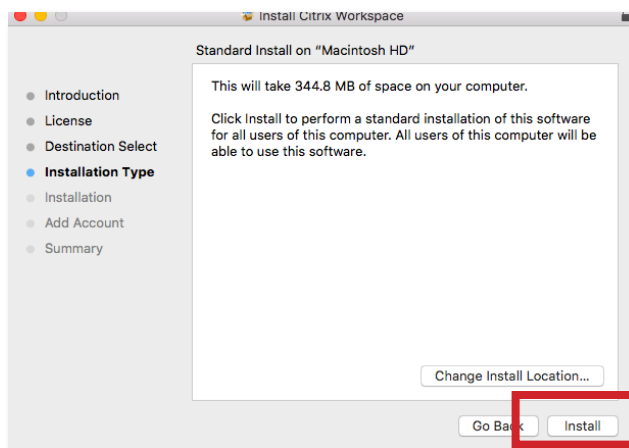 Install Citrix Workspace
Standard Install on "Macintosh HD"
Introduction
License
Destination Select
Installation Type
Installation
Add Account
Summary
This will take 344.8 MB of space on your computer.
Click Install to perform a standard installation of this software
for all users of this computer. All users of this computer will be
able to use this software.
Change Install Location...
Go Back
Install